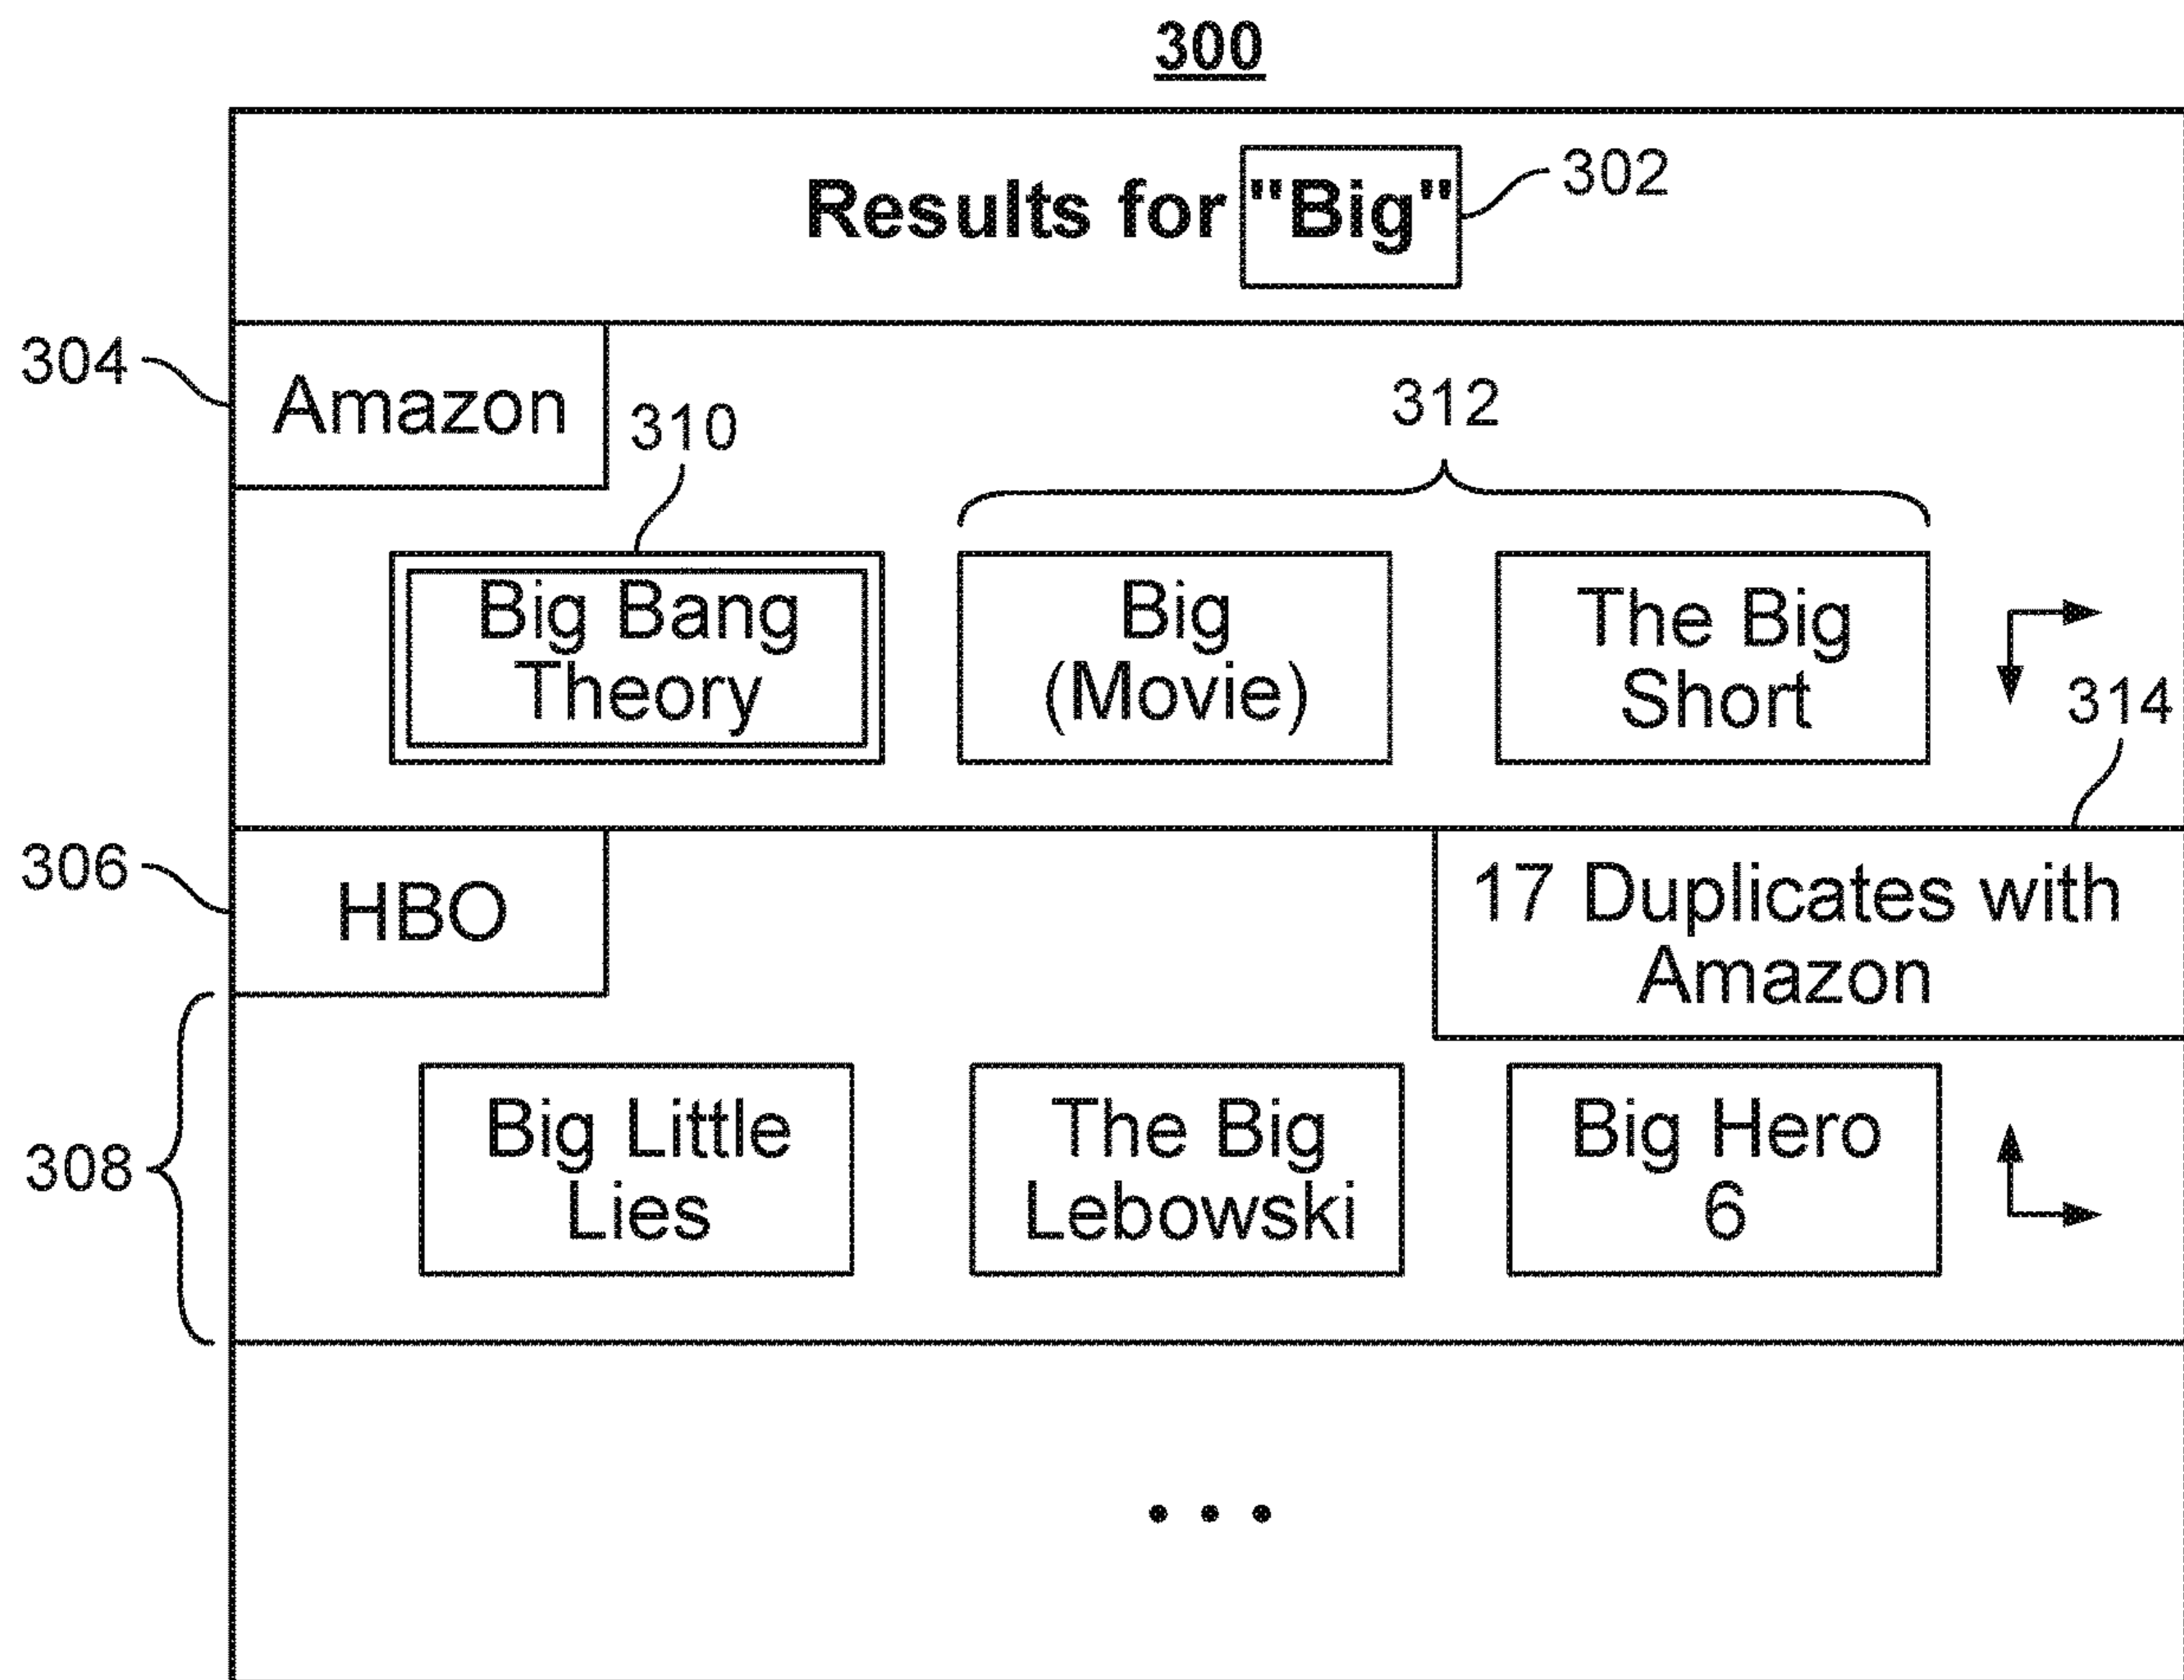 300
Results for "Big"
302
304
Amazon
310
312
Big Bang
Theory
Big
(Movie)
The Big
Short
314
306
HBO
17 Duplicates with
Amazon
308
Big Little
Lies
The Big
Lebowski
Big Hero
6
• • •